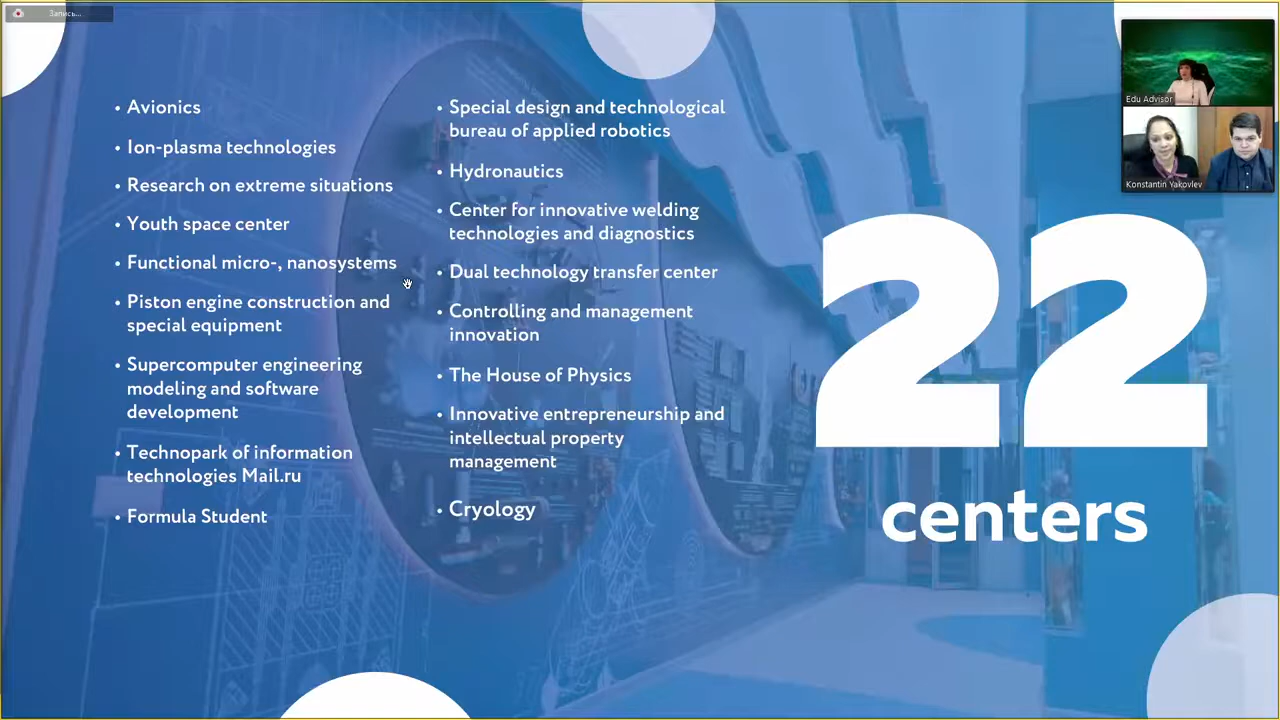 Запись...
• Avionics
• Ion-plasma technologies
• Research on extreme situations
• Youth space center
• Functional micro-, nanosystems
• Piston engine construction and
special equipment
• Supercomputer engineering
modeling and software
development
• Technopark of information
technologies Mail.ru
• Formula Student
• Special design and technological
bureau of applied robotics
• Hydronautics
• Center for innovative welding
technologies and diagnostics
• Dual technology transfer center
• Controlling and management
innovation
• The House of Physics
• Innovative entrepreneurship and
intellectual property
management
• Cryology
22
centers
Edu Advisor
Konstantin Yakovlev